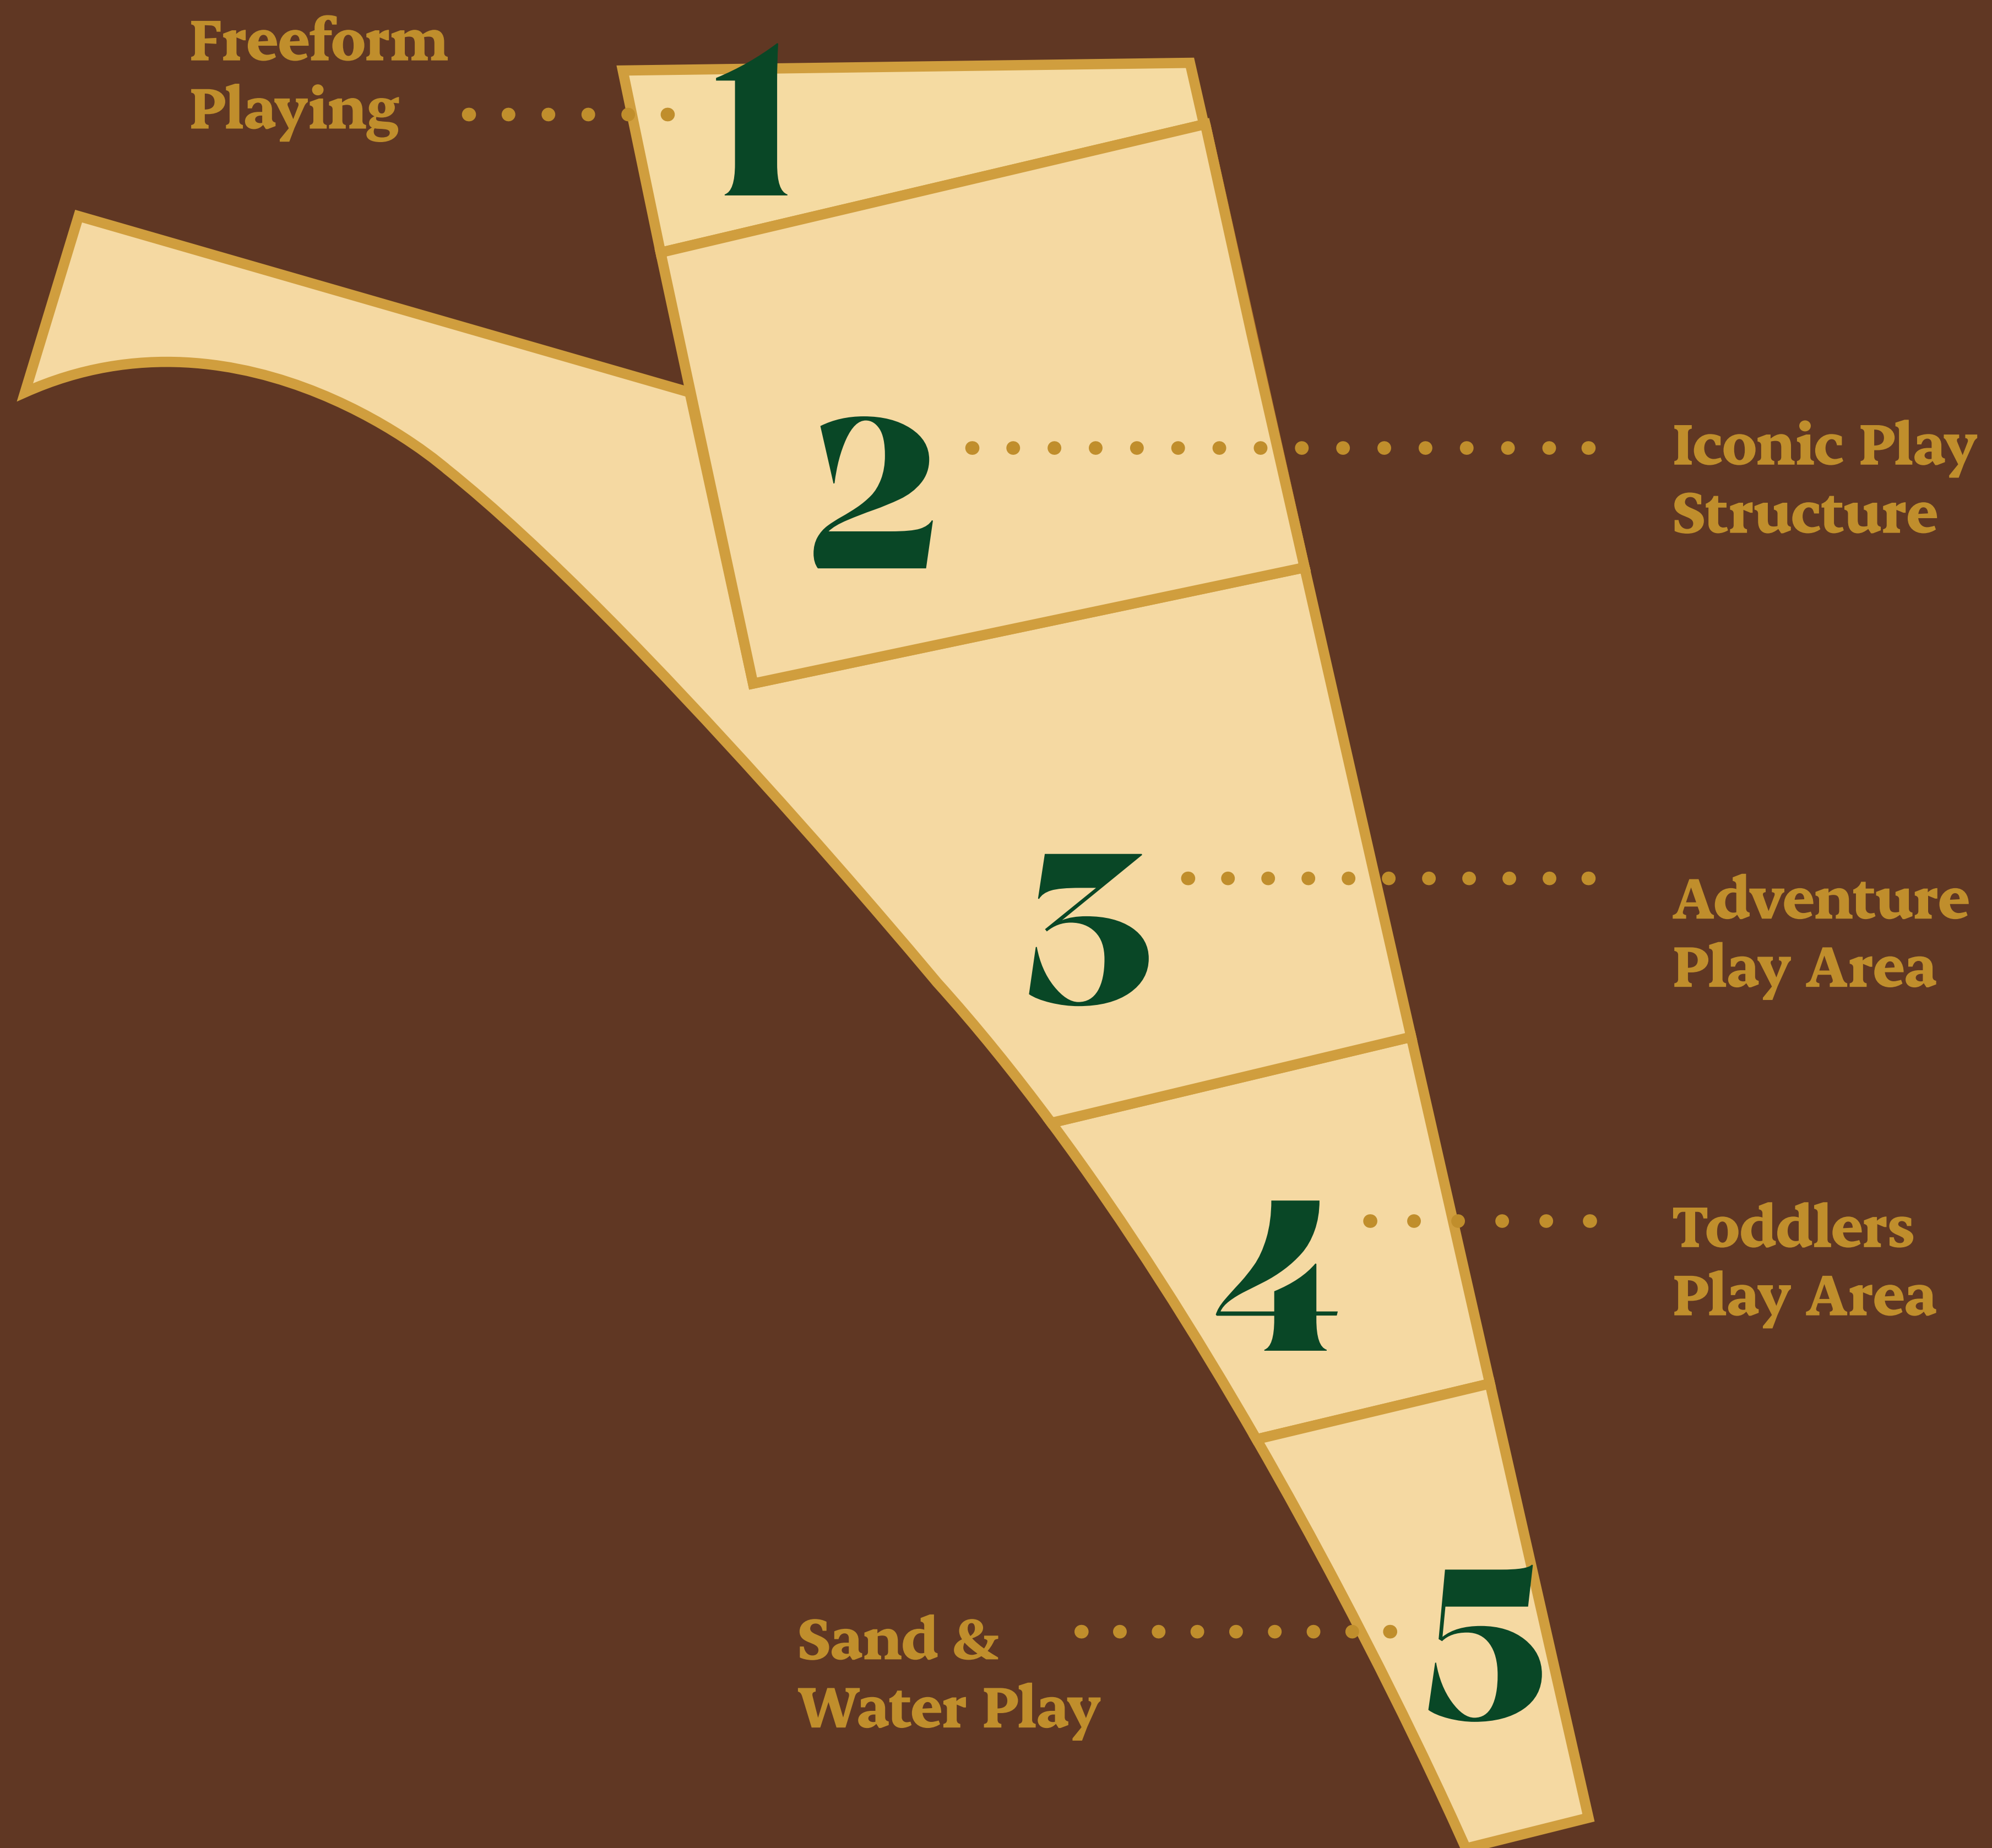 Freeform
Playing
1
2
Iconic Play
Structure
3
Adventure
Play Area
4
Toddlers
Play Area
5
Sand &
Water Play